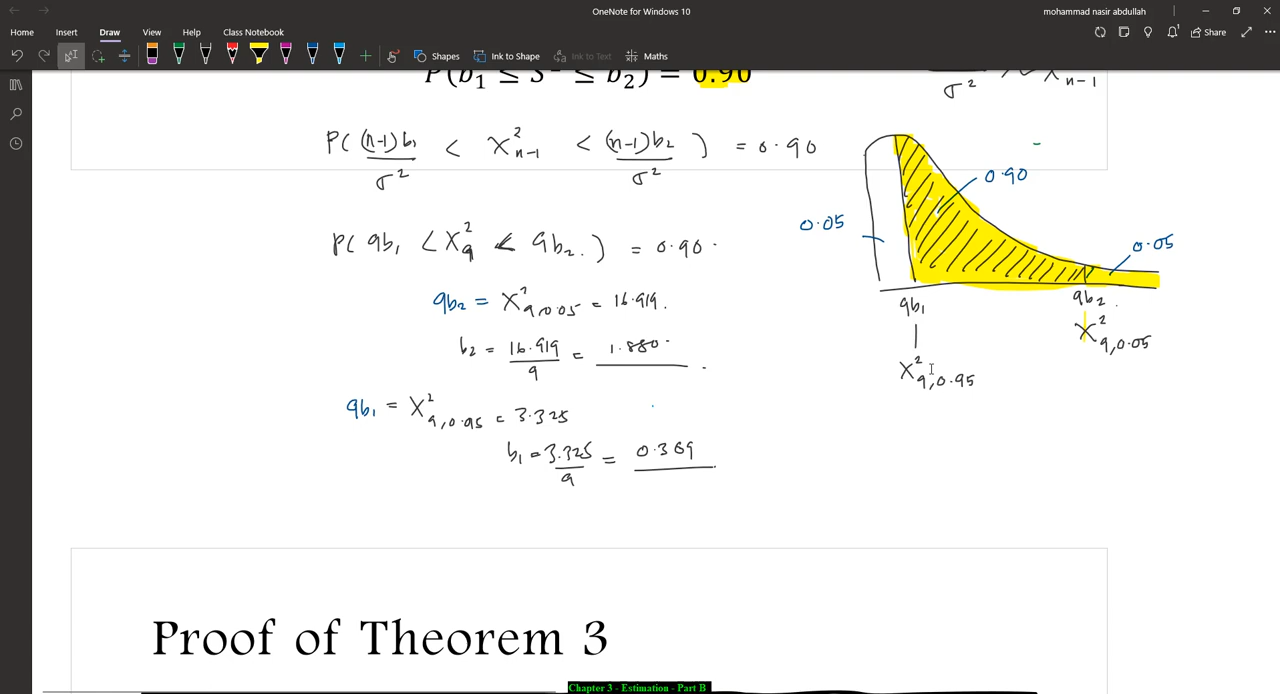 OneNote for Windows 10
mohammad nasir abdullah
Home Insert Draw View Help Class Notebook Share
Shapes Ink to Shape Ink to Text Maths
P(b₁ ≤ S² ≤ b₂) = 0.90
σ² ~ X n-1
P( (n-1)b₁/σ² < X²n-1 < (n-1)b₂/σ² ) = 0.90
0.90
0.05
0.05
P( 9b₁ < X²9 < 9b₂. ) = 0.90.
9b₂ = X²9,0.05 = 16.919.
9b₁
9b₂.
X²9,0.05
b₂ = 16.919/9 = 1.880.
X²9,0.95
9b₁ = X²9,0.95 = 3.325
b₁ = 3.325/9 = 0.369
Proof of Theorem 3
Chapter 3 - Estimation - Part B